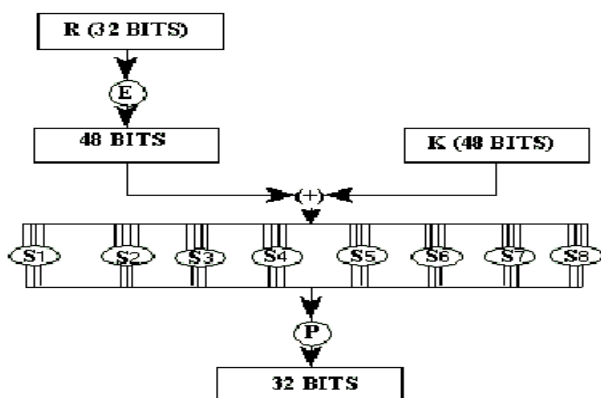 R (32 BITS)
E
48 BITS
K (48 BITS)
(+)
S1 S2 S3 S4 S5 S6 S7 S8
P
32 BITS